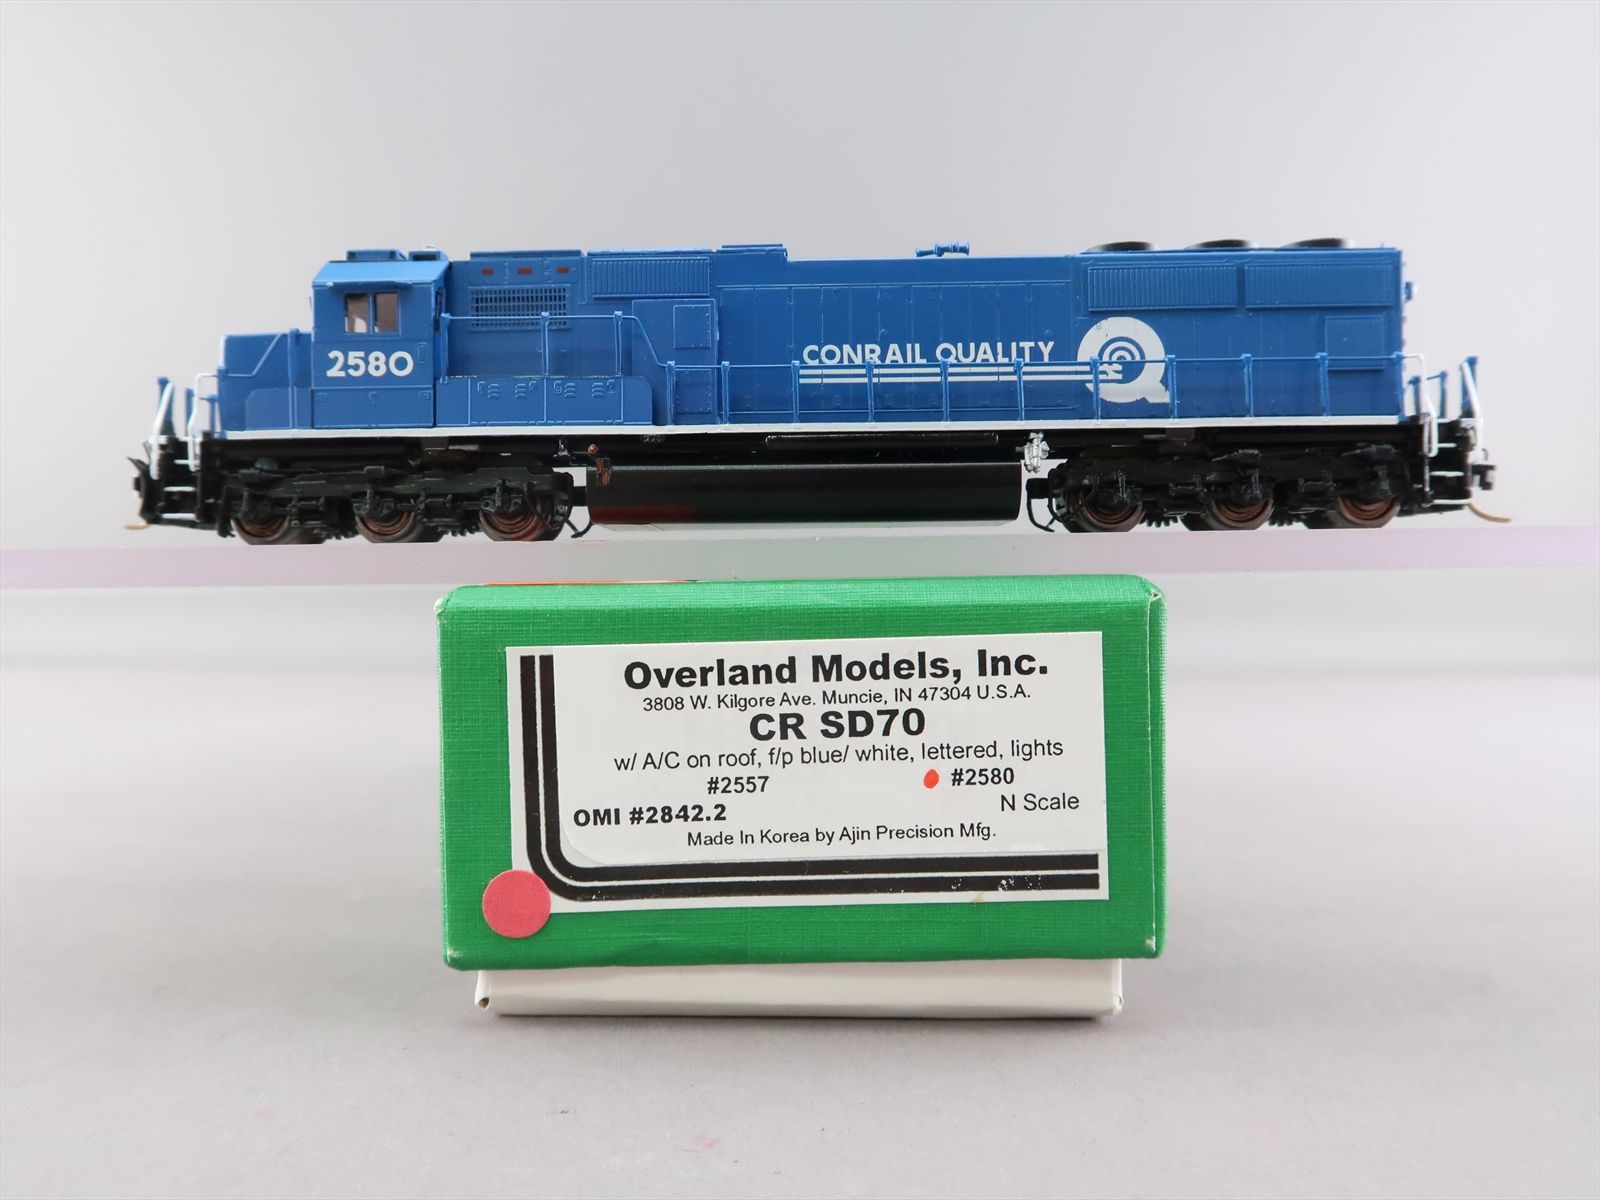 2580
CONRAIL QUALITY
Overland Models, Inc.
3808 W. Kilgore Ave. Muncie, IN 47304 U.S.A.
CR SD70
w/ A/C on roof, f/p blue/ white, lettered, lights
#2557 #2580
OMI #2842.2 N Scale
Made In Korea by Ajin Precision Mfg.